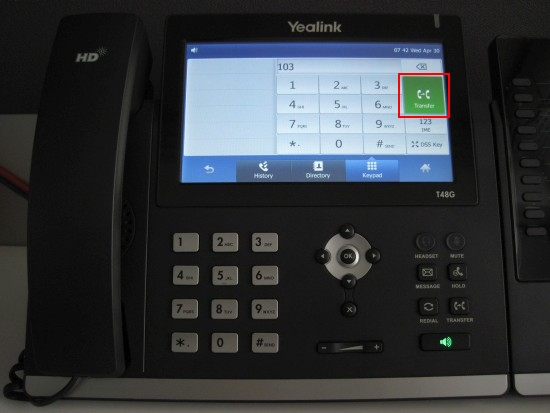 Yealink
HD
07 42 Wed Apr 30
103
1 2 ABC 3 DEF Transfer
4 GHI 5 JKL 6 MNO
7 PQRS 8 TUV 9 WXYZ 123
IME
*. 0 # SEND DSS Key
History Directory Keypad
T48G
1 2 ABC 3 DEF
4 GHI 5 JKL 6 MNO
7 PQRS 8 TUV 9 WXYZ
*. 0 # SEND
OK
HEADSET MUTE
MESSAGE HOLD
REDIAL TRANSFER
X
- +